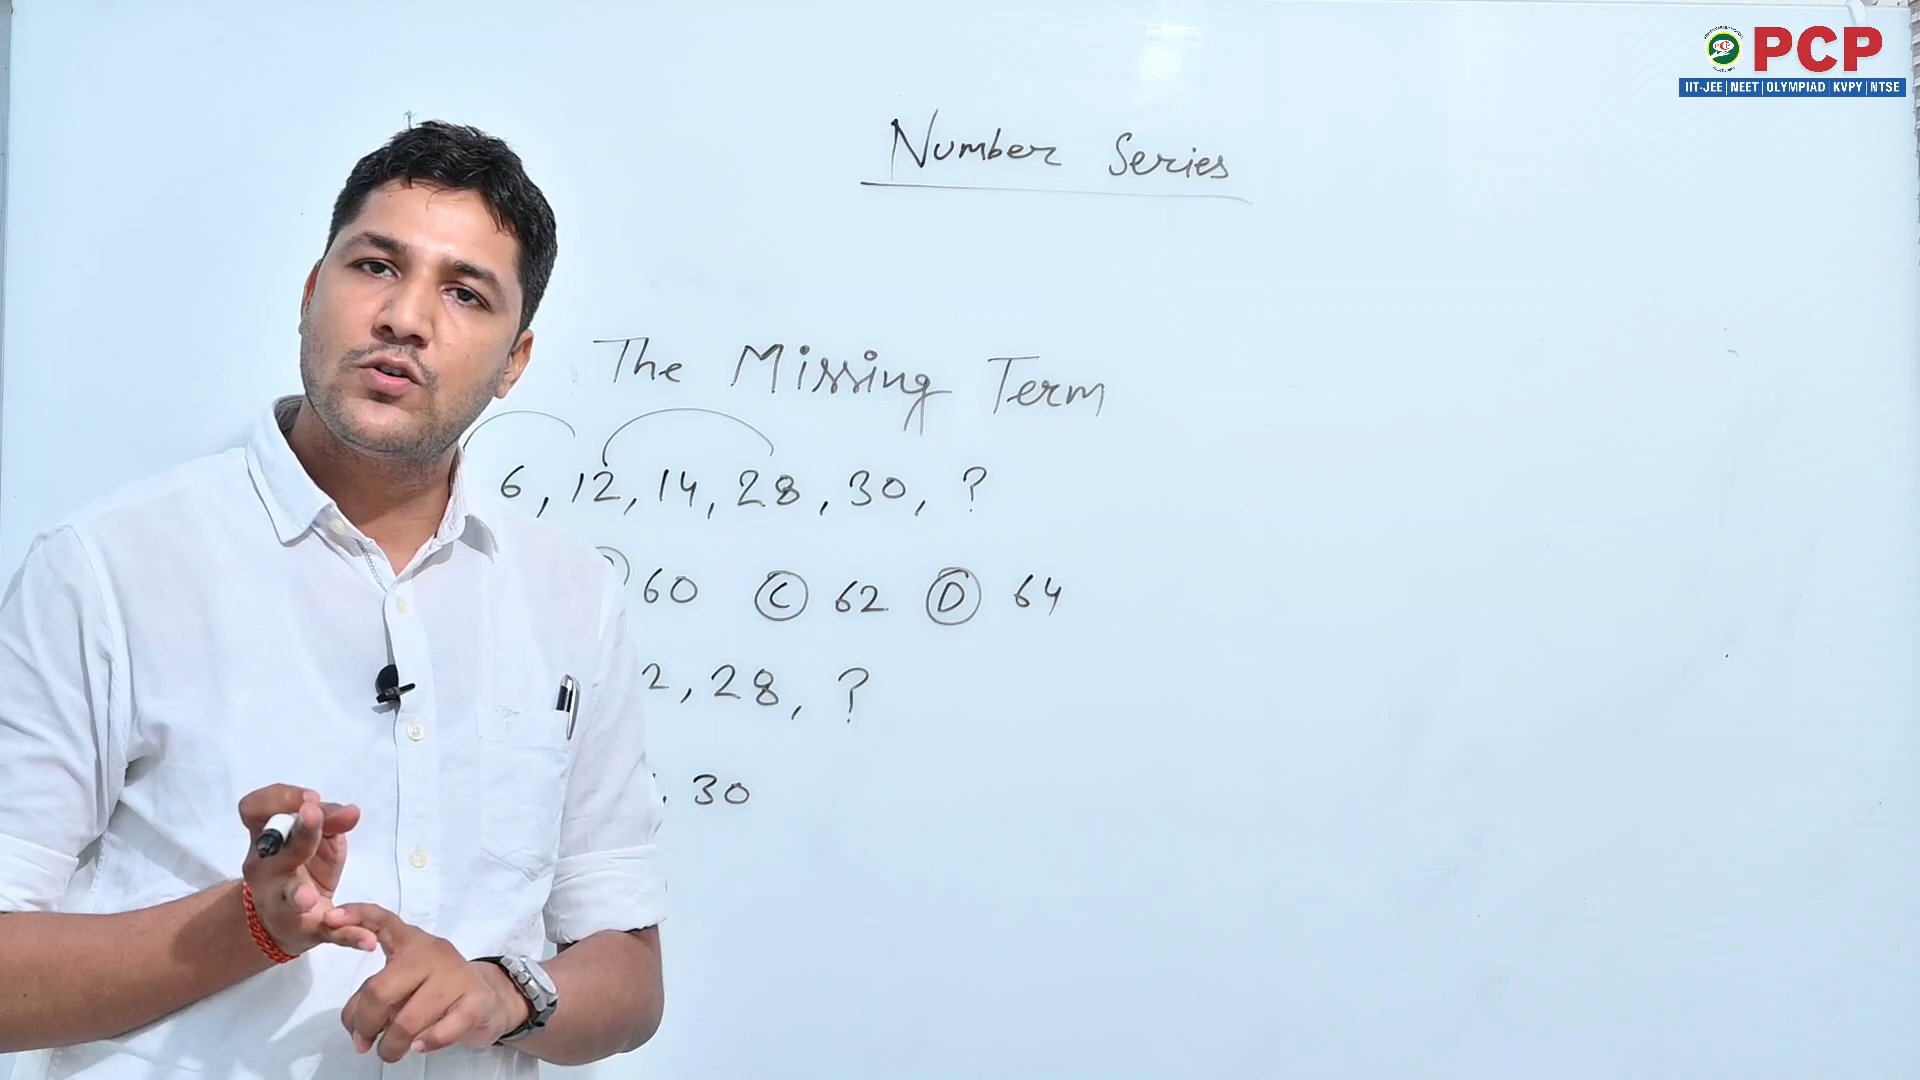 PCP
IIT-JEE | NEET | OLYMPIAD | KVPY | NTSE
Number Series
The Missing Term
6, 12, 14, 28, 30, ?
60 Ⓒ 62 Ⓓ 64
2, 28, ?
30